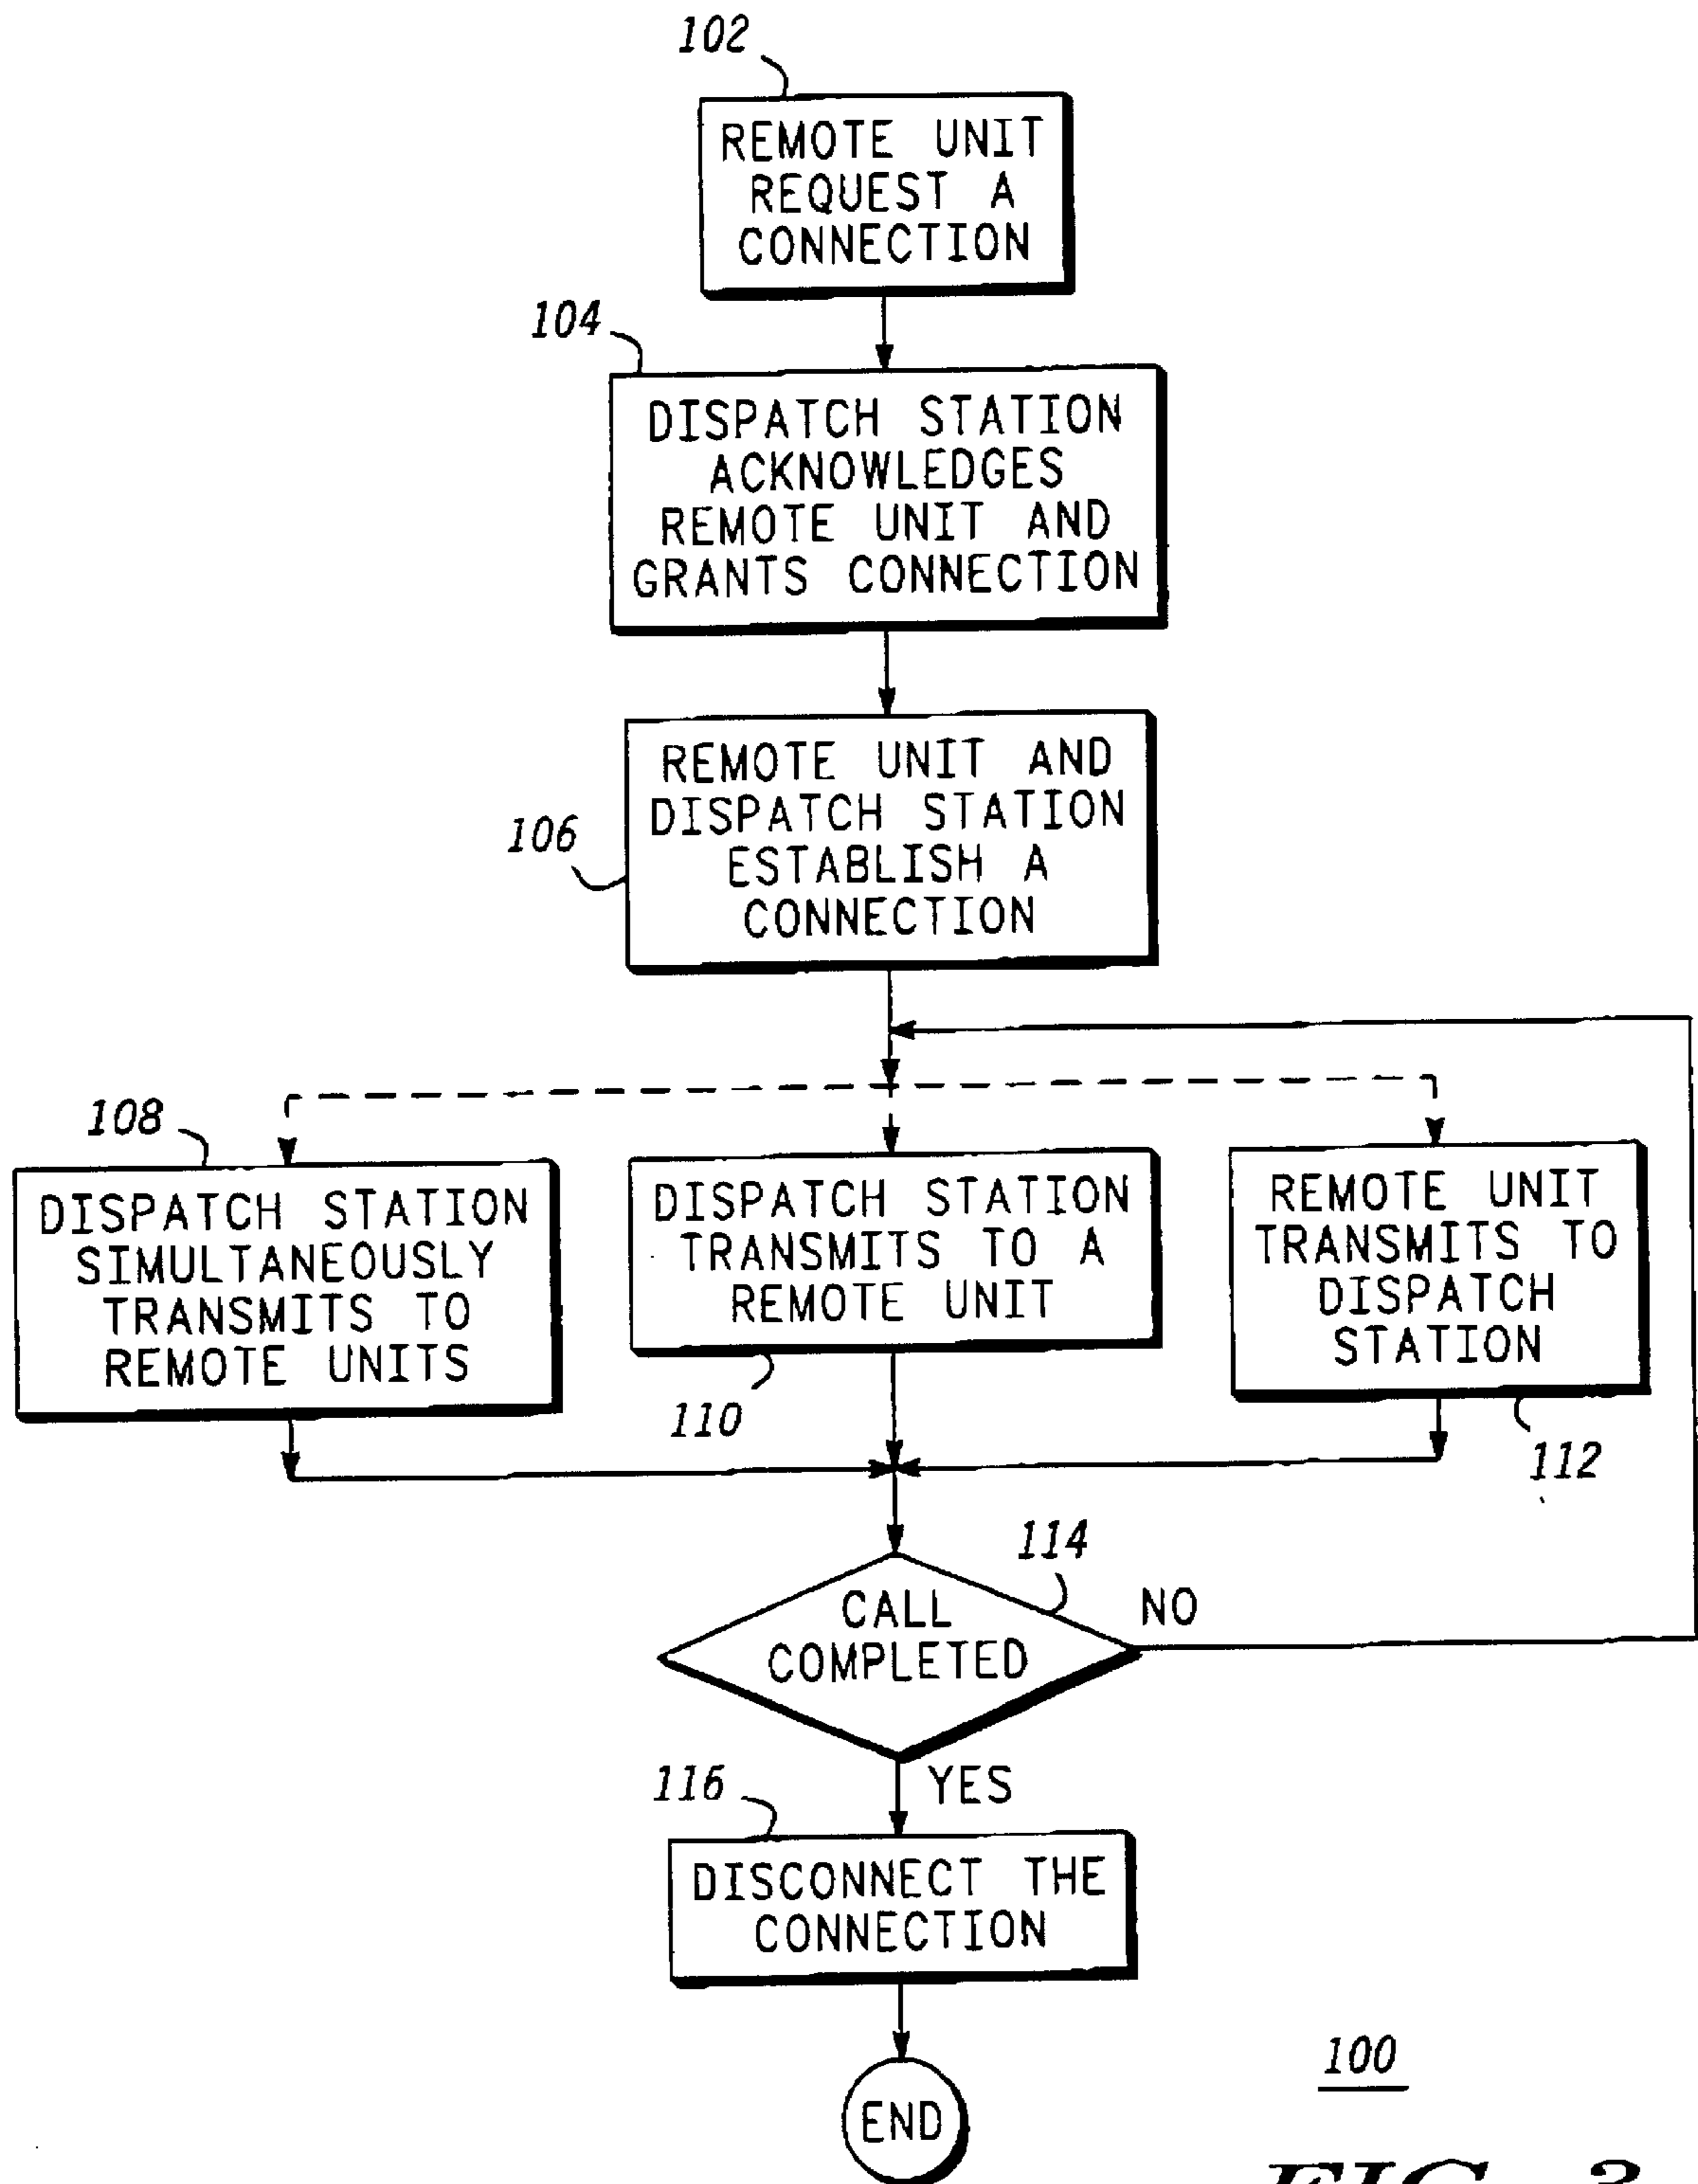 102
REMOTE UNIT
REQUEST A
CONNECTION
104
DISPATCH STATION
ACKNOWLEDGES
REMOTE UNIT AND
GRANTS CONNECTION
106
REMOTE UNIT AND
DISPATCH STATION
ESTABLISH A
CONNECTION
108
DISPATCH STATION
SIMULTANEOUSLY
TRANSMITS TO
REMOTE UNITS
DISPATCH STATION
TRANSMITS TO A
REMOTE UNIT
110
REMOTE UNIT
TRANSMITS TO
DISPATCH
STATION
112
114
CALL
COMPLETED
NO
YES
116
DISCONNECT THE
CONNECTION
END
100